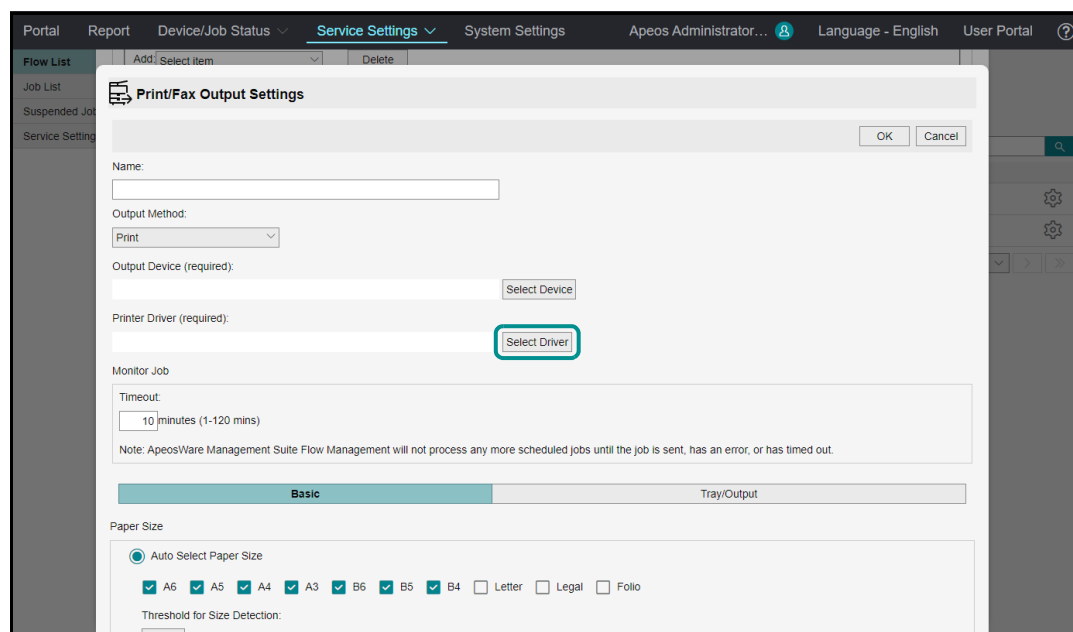 Portal Report Device/Job Status Service Settings System Settings Apeos Administrator... Language - English User Portal
Flow List
Add: Select item Delete
Job List
Suspended Jo
Service Setting
Print/Fax Output Settings
OK Cancel
Name:
Output Method:
Print
Output Device (required):
Select Device
Printer Driver (required):
Select Driver
Monitor Job
Timeout:
10 minutes (1-120 mins)
Note: ApeosWare Management Suite Flow Management will not process any more scheduled jobs until the job is sent, has an error, or has timed out.
Basic Tray/Output
Paper Size
Auto Select Paper Size
A6 A5 A4 A3 B6 B5 B4 Letter Legal Folio
Threshold for Size Detection: